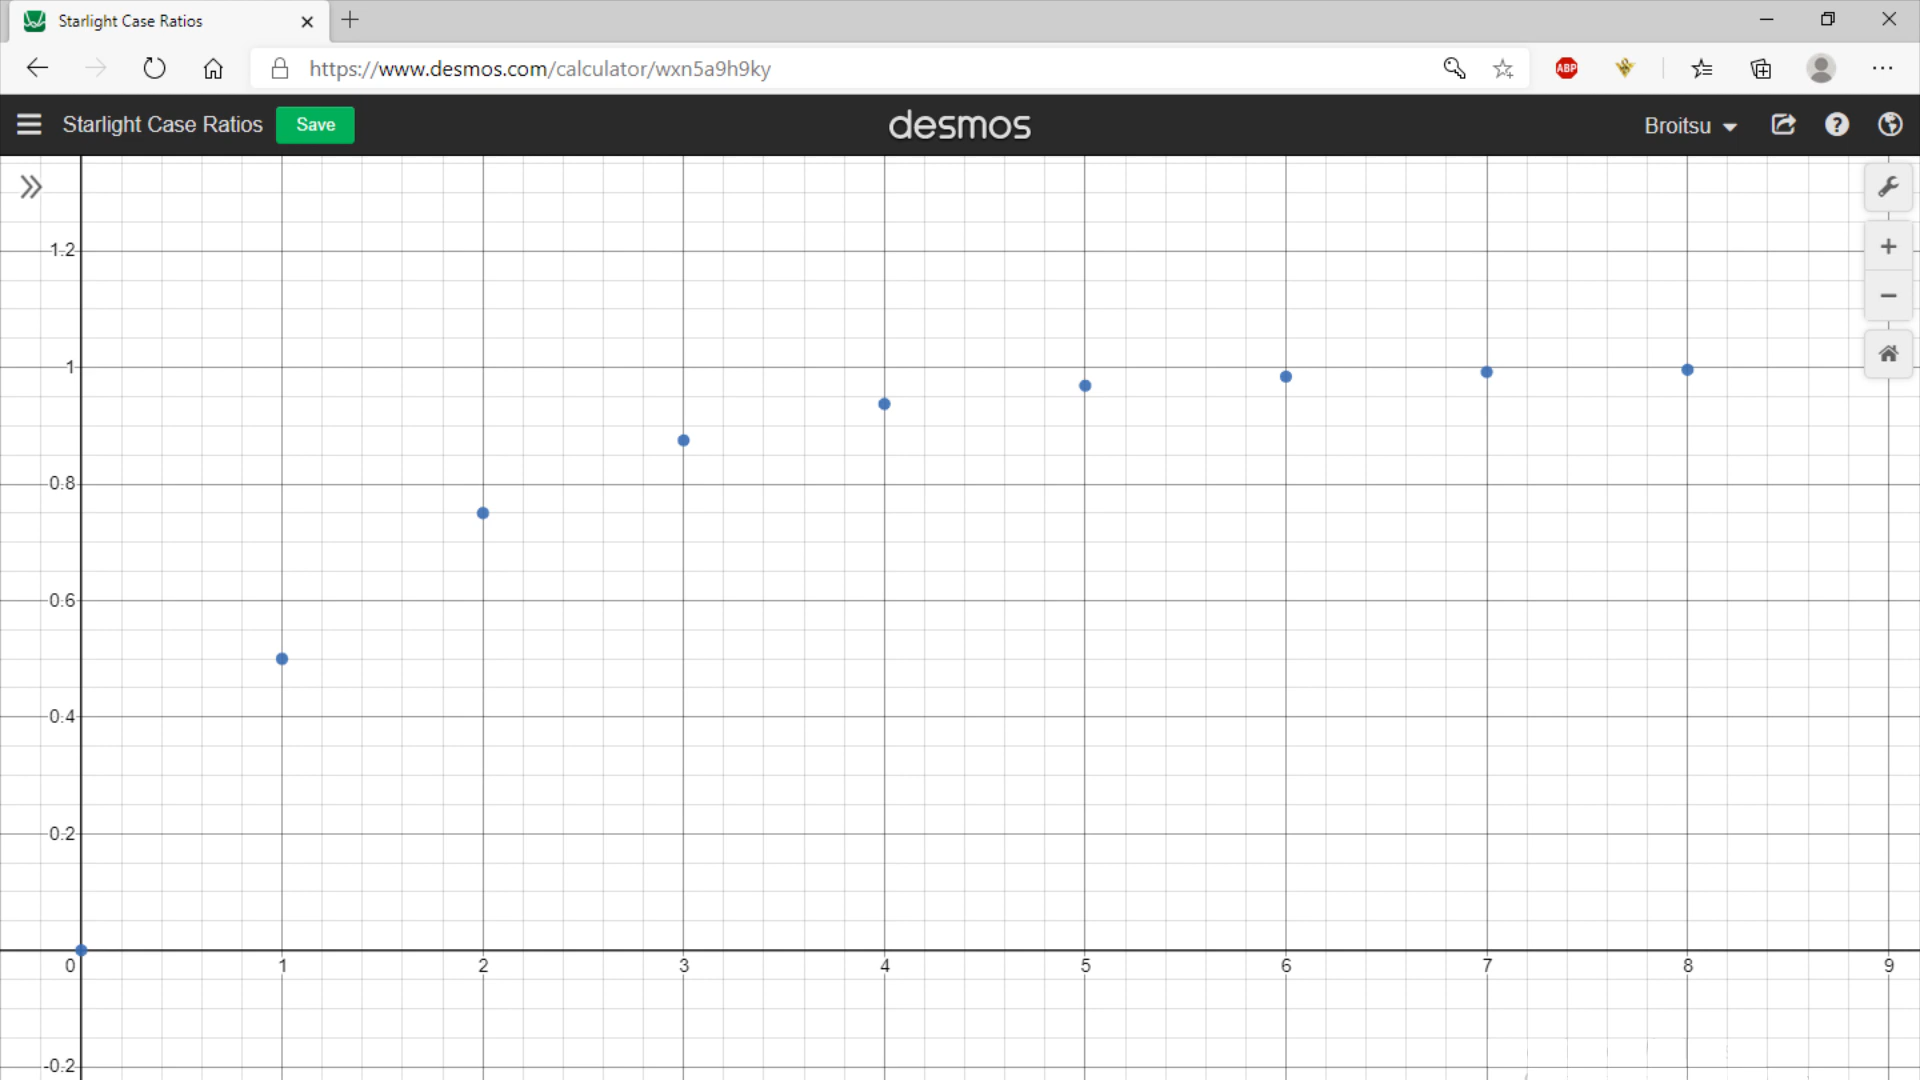 Starlight Case Ratios
https://www.desmos.com/calculator/wxn5a9h9ky
ABP
Starlight Case Ratios
Save
desmos
Broitsu
1.2
1
0.8
0.6
0.4
0.2
0 1 2 3 4 5 6 7 8 9
-0.2